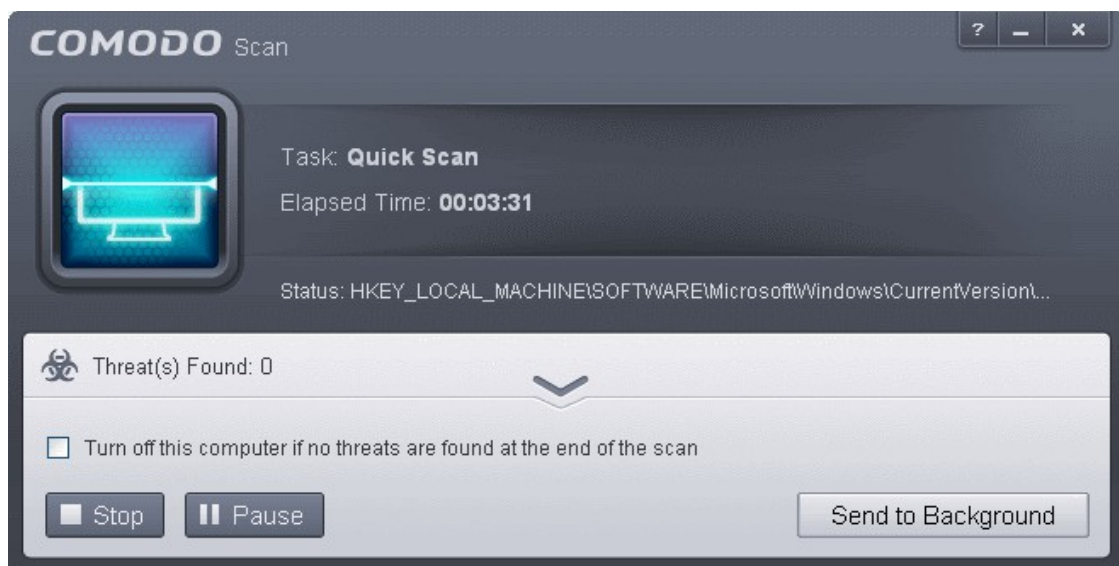 COMODO Scan
?
Task: Quick Scan
Elapsed Time: 00:03:31
Status: HKEY_LOCAL_MACHINE\SOFTWARE\Microsoft\Windows\CurrentVersion\...
Threat(s) Found: 0
Turn off this computer if no threats are found at the end of the scan
Stop
Pause
Send to Background